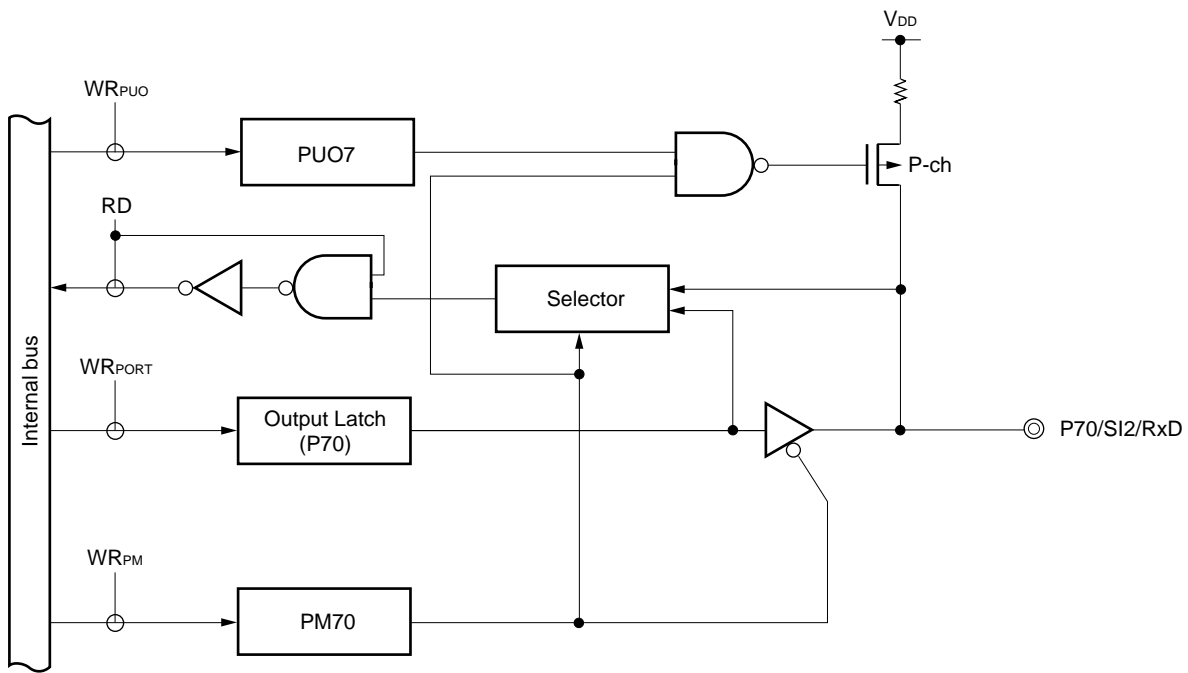 VDD
WRPUO
PUO7
P-ch
RD
Selector
Internal bus
WRPORT
Output Latch
(P70)
P70/SI2/RxD
WRPM
PM70